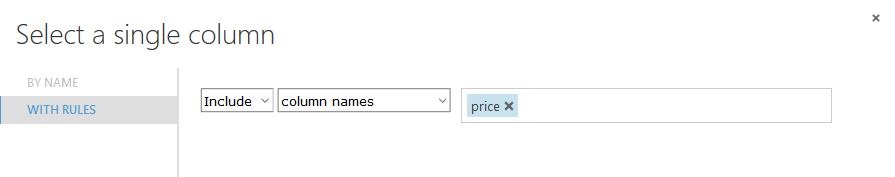 Select a single column
BY NAME
WITH RULES
Include column names price